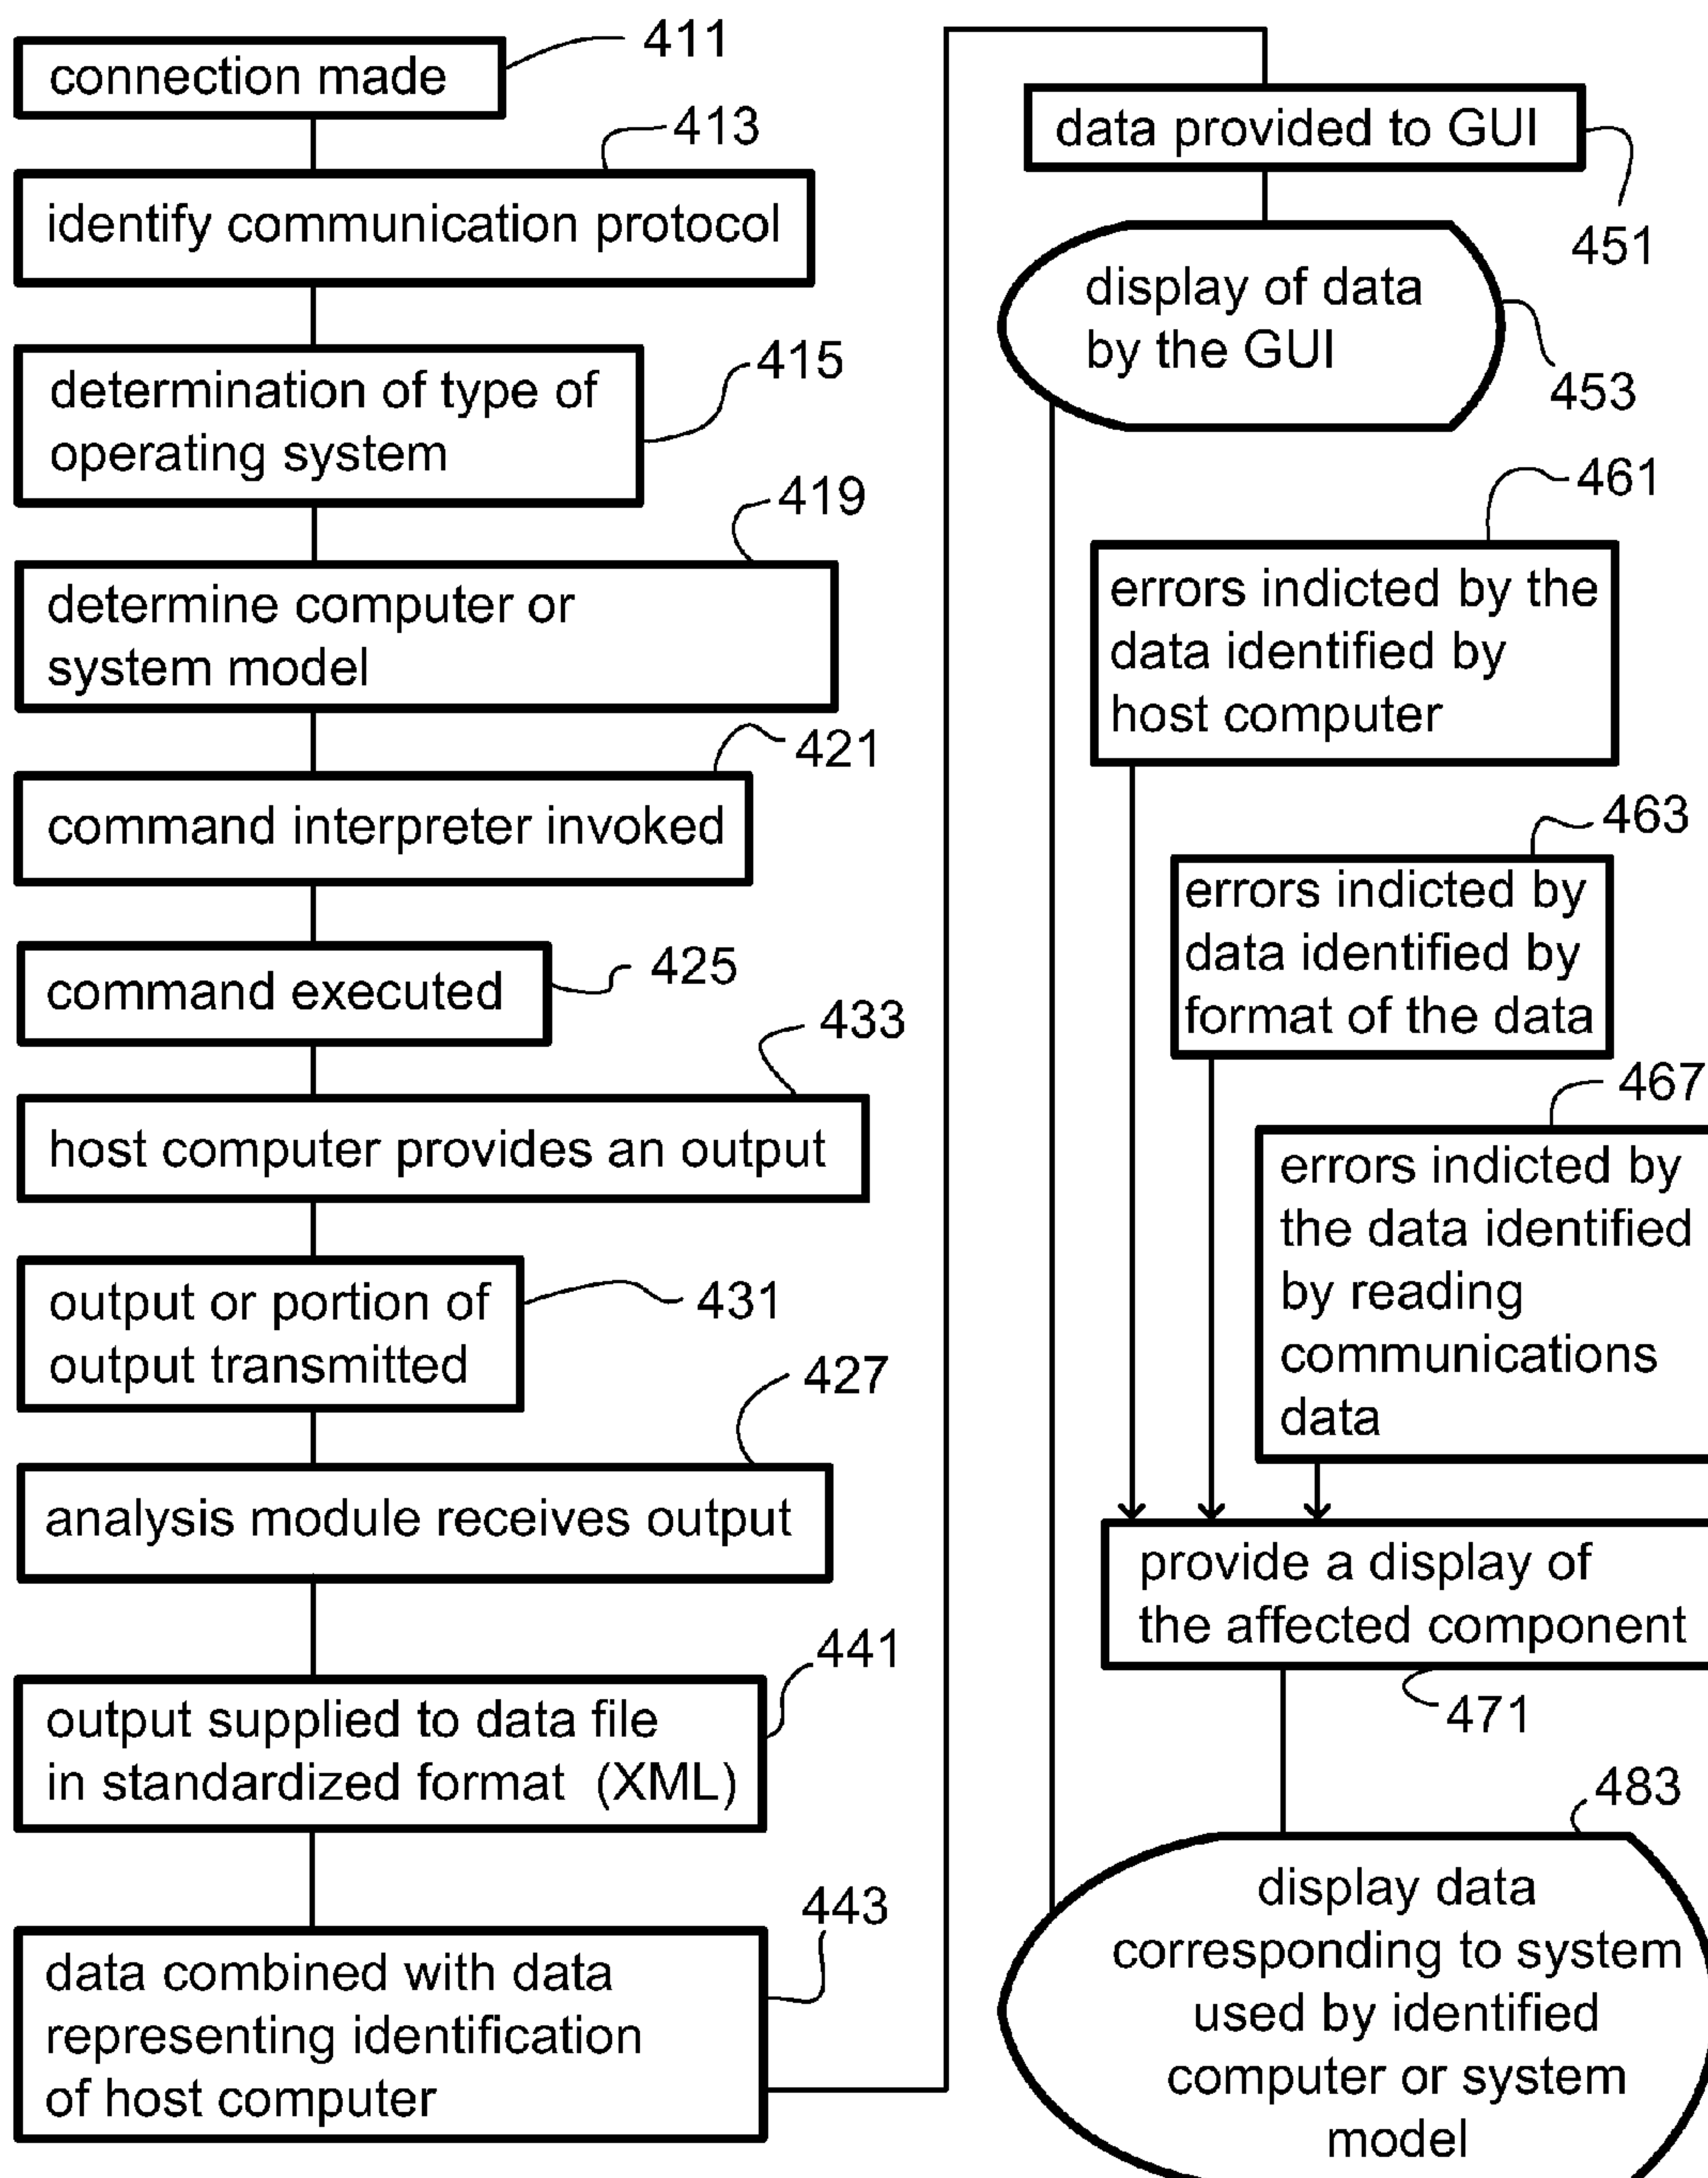 connection made
411
413
identify communication protocol
determination of type of
operating system
415
419
determine computer or
system model
421
command interpreter invoked
command executed
425
433
host computer provides an output
output or portion of
output transmitted
431
427
analysis module receives output
441
output supplied to data file
in standardized format (XML)
443
data combined with data
representing identification
of host computer
data provided to GUI
451
display of data
by the GUI
453
461
errors indicted by the
data identified by
host computer
463
errors indicted by
data identified by
format of the data
467
errors indicted by
the data identified
by reading
communications
data
provide a display of
the affected component
471
483
display data
corresponding to system
used by identified
computer or system
model